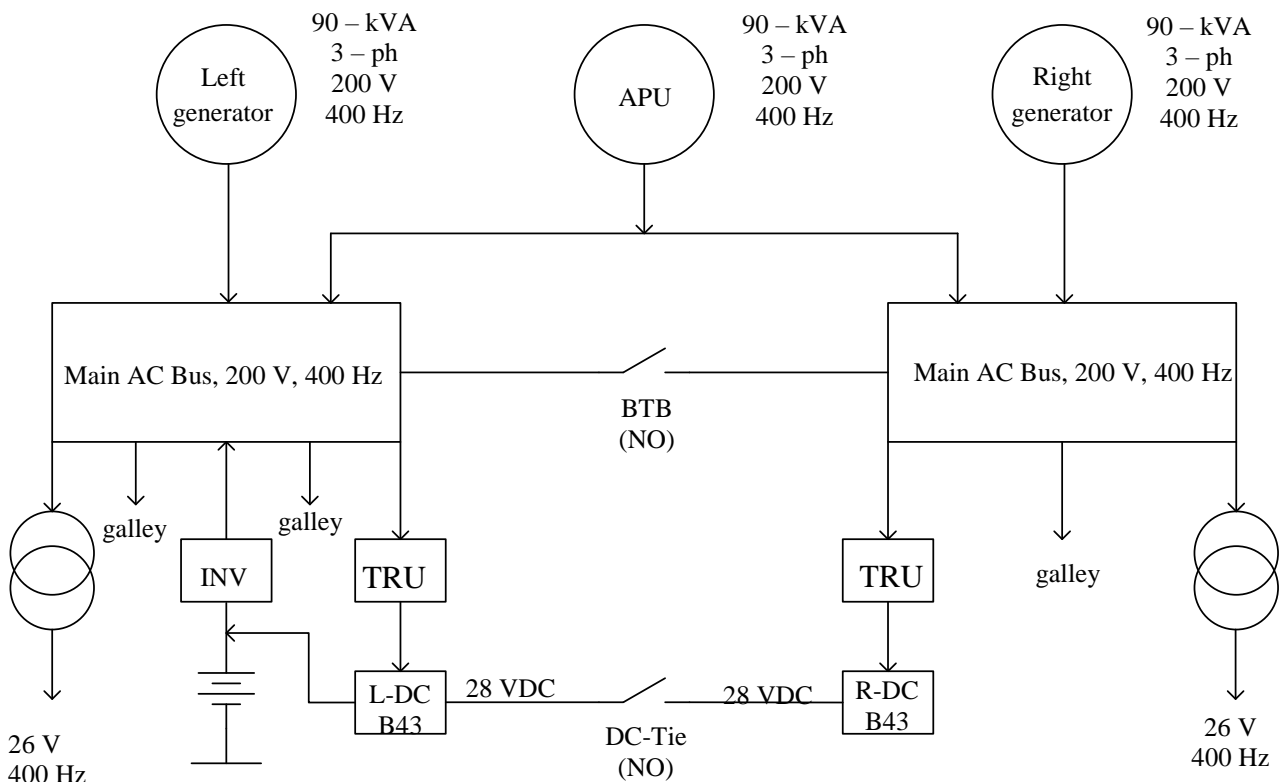 Left
generator
90 – kVA
3 – ph
200 V
400 Hz
APU
90 – kVA
3 – ph
200 V
400 Hz
Right
generator
90 – kVA
3 – ph
200 V
400 Hz
Main AC Bus, 200 V, 400 Hz
BTB
(NO)
Main AC Bus, 200 V, 400 Hz
galley
INV
galley
TRU
TRU
galley
L-DC
B43
28 VDC
DC-Tie
(NO)
28 VDC
R-DC
B43
26 V
400 Hz
26 V
400 Hz